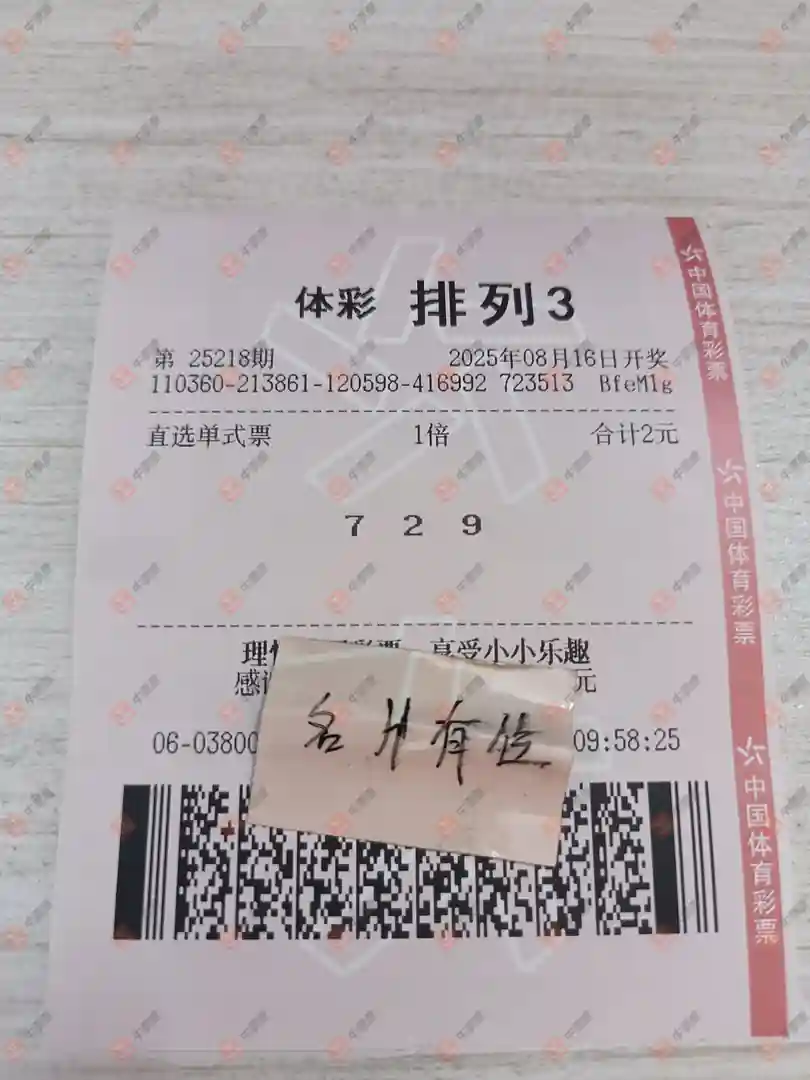 体彩 排列3
第 25218期 2025年08月16日开奖
110360-213861-120598-416992 723513 BfeM1g
直选单式票 1倍 合计2元
7 2 9
理 享受小小乐趣
感 元
06-03800 09:58:25
名片有位
中国体育彩票
中国体育彩票
中国体育彩票